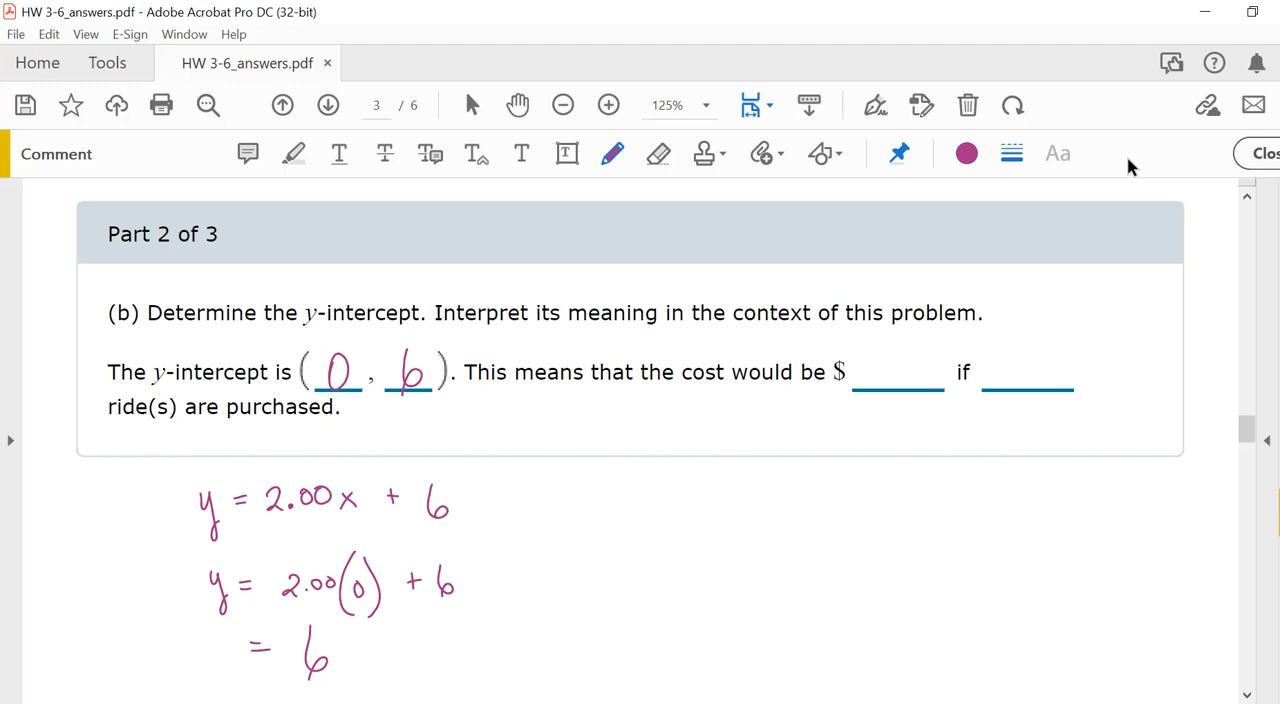 HW 3-6_answers.pdf - Adobe Acrobat Pro DC (32-bit)
File Edit View E-Sign Window Help
Home Tools HW 3-6_answers.pdf ×
3 / 6 125%
Comment T T T T T T Aa Clos
Part 2 of 3
(b) Determine the y-intercept. Interpret its meaning in the context of this problem.
The y-intercept is (0, 6). This means that the cost would be $ ____ if ____
ride(s) are purchased.
y = 2.00x + 6
y = 2.00(0) + 6
= 6